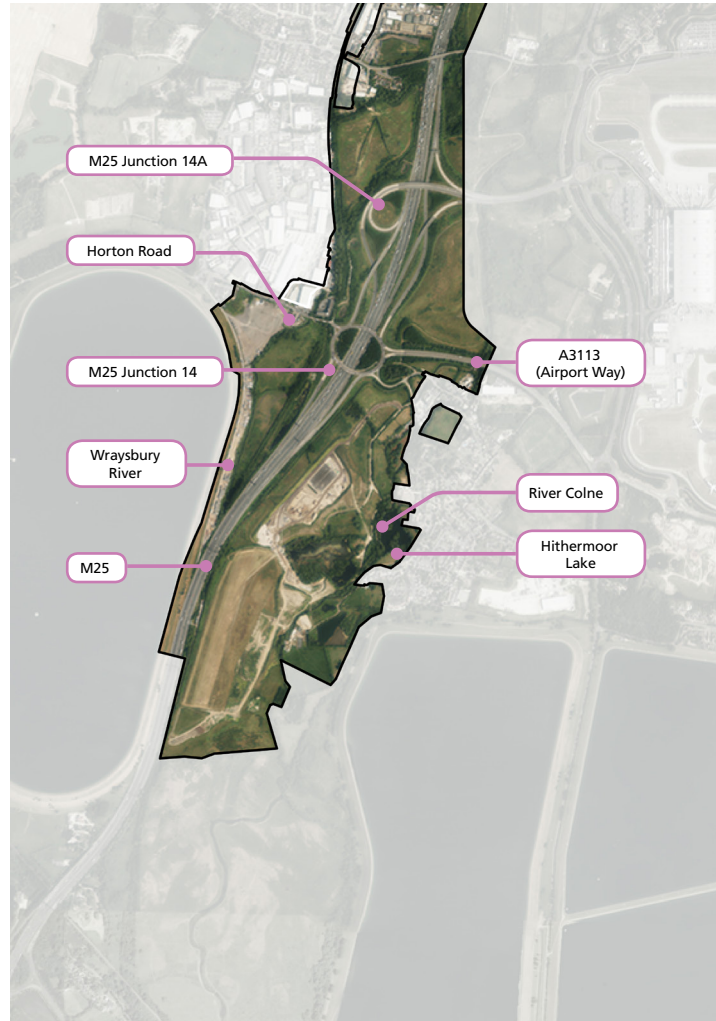 M25 Junction 14A
Horton Road
M25 Junction 14
A3113
(Airport Way)
Wraysbury
River
River Colne
M25
Hithermoor
Lake